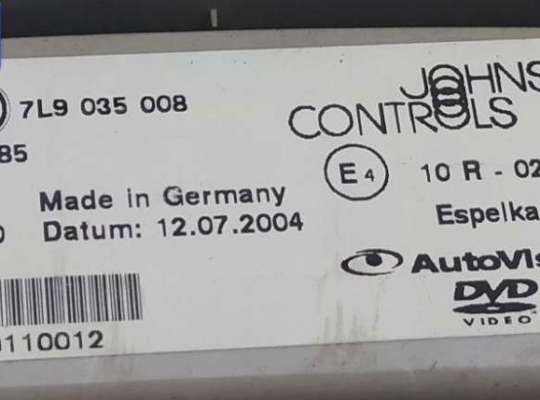 7L9 035 008
JOHNS
CONTROLS
85
E4
10 R - 02
Made in Germany
Datum: 12.07.2004
Espelka
AutoVis
DVD
VIDEO
110012